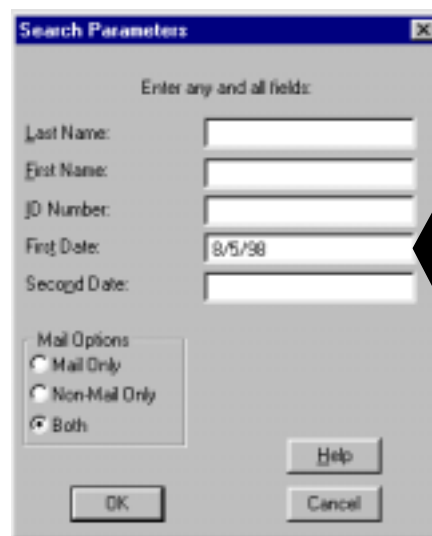 Search Parameters
Enter any and all fields:
Last Name:
First Name:
ID Number:
First Date: 8/5/98
Second Date:
Mail Options
Mail Only
Non-Mail Only
Both
Help
OK Cancel